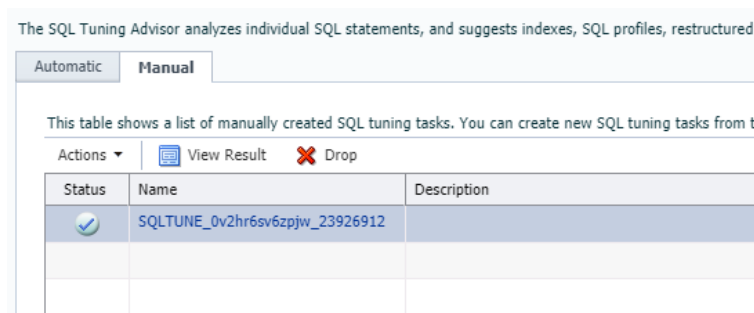 The SQL Tuning Advisor analyzes individual SQL statements, and suggests indexes, SQL profiles, restructured
Automatic Manual
This table shows a list of manually created SQL tuning tasks. You can create new SQL tuning tasks from t
Actions View Result Drop
Status Name Description
SQLTUNE_0v2hr6sv6zpjw_23926912